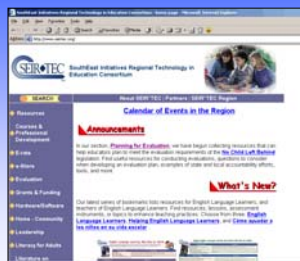 SEIR TEC
SouthEast Initiatives Regional Technology in
Education Consortium
SEARCH
About SEIR*TEC | Partners | SEIR*TEC Region
Resources
Courses &
Professional
Development
E-valu
e-Store
Evaluation
Grants & Funding
Hardware/Software
Home - Community
Leadership
Literacy for Adults
Literature on
Calendar of Events in the Region
Announcements
In our section, Planning for Evaluation, we have begun collecting resources that can
help educators plan to meet the evaluation requirements of the No Child Left Behind
legislation. Find useful resources for conducting evaluations, questions to consider
when developing an evaluation plan, examples of state and local accountability efforts,
tools, and more.
What's New?
Our latest series of bookmarks lists resources for English Language Learners, and
teachers of English Language Learners. Find resources, lessons, assessment
instruments, or topics to enhance teaching practices. Choose from three: English
Language Learners, Helping English Language Learners, and Cómo ayudar a
los niños en su vida escolar